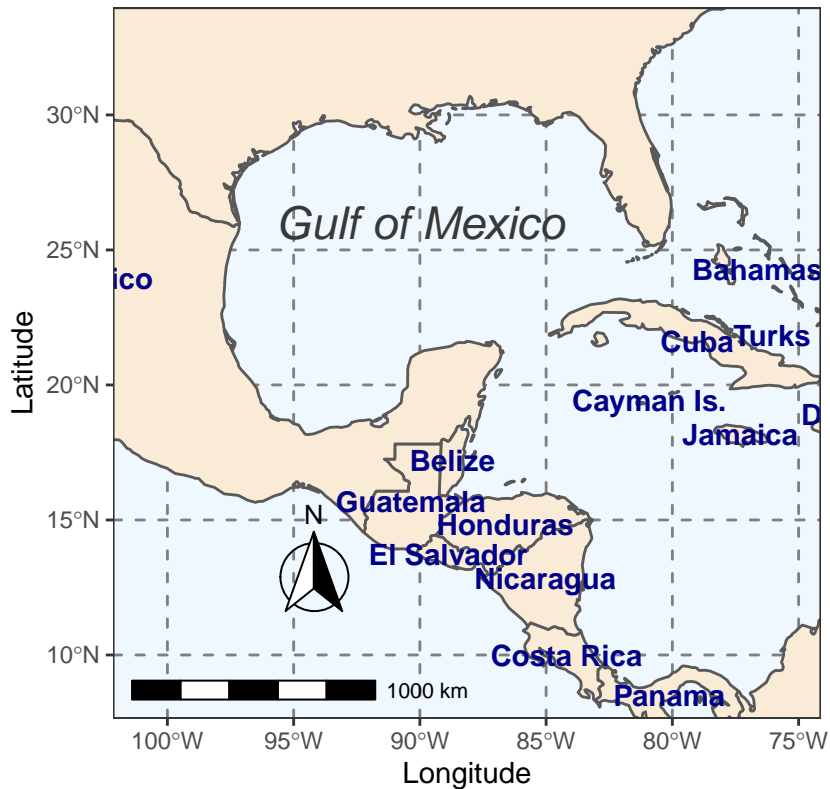 30°N
Gulf of Mexico
25°N
Bahamas
ico
Turks
Cuba
Latitude
20°N
Cayman Is.
D
Jamaica
Belize
Guatemala
15°N
N
Honduras
El Salvador
Nicaragua
10°N
Costa Rica
1000 km
Panama
100°W 95°W 90°W 85°W 80°W 75°W
Longitude